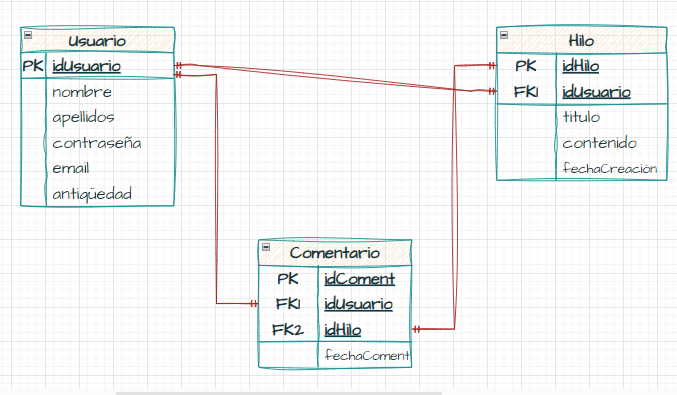 Usuario
PK idUsuario
nombre
apellidos
contraseña
email
antigüedad
Hilo
PK idHilo
FK1 idUsuario
titulo
contenido
fechaCreación
Comentario
PK idComent
FK1 idUsuario
FK2 idHilo
fechaComent